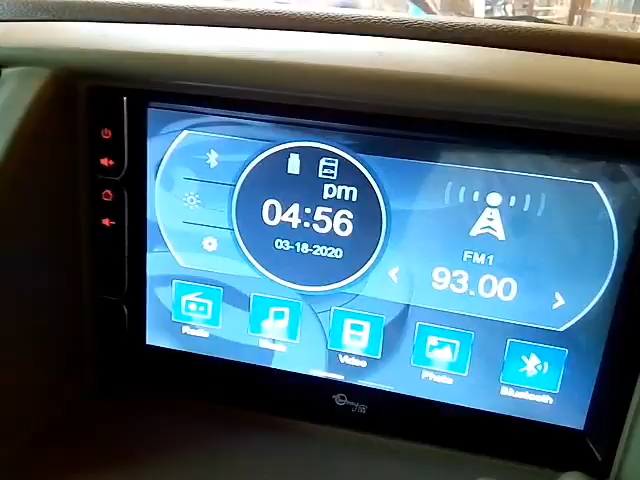 pm
04:56
03-18-2020
FM1
93.00
Radio
Music
Video
Photo
Bluetooth